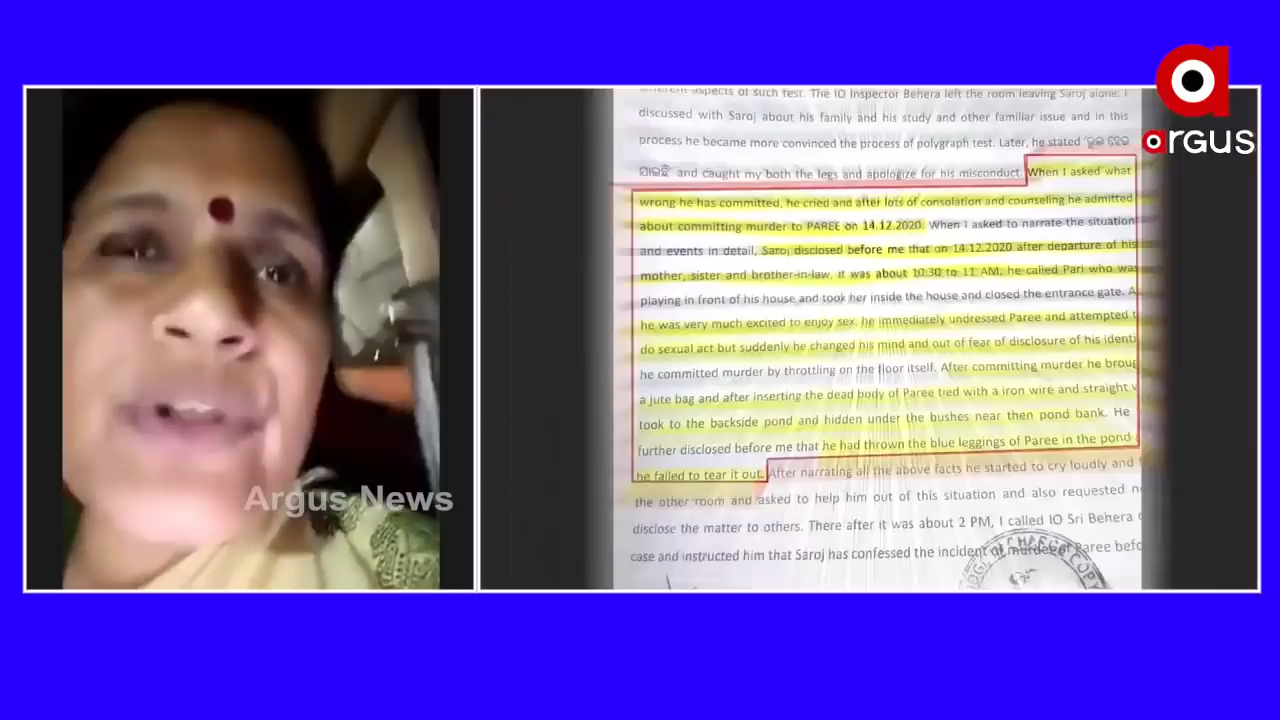 argus
Argus News
different aspects of such test. The IO Inspector Behera left the room leaving Saroj alone. I
discussed with Saroj about his family and his study and other familiar issue and in this
process he became more convinced the process of polygraph test. Later, he stated
and caught my both the legs and apologize for his misconduct. When I asked what
wrong he has committed, he cried and after lots of consolation and counseling he admitted
about committing murder to PAREE on 14.12.2020. When I asked to narrate the situation
and events in detail, Saroj disclosed before me that on 14.12.2020 after departure of his
mother, sister and brother-in-law, it was about 10:30 to 11 AM, he called Pari who was
playing in front of his house and took her inside the house and closed the entrance gate. A
he was very much excited to enjoy sex, he immediately undressed Paree and attempted t
do sexual act but suddenly he changed his mind and out of fear of disclosure of his identi
he committed murder by throttling on the floor itself. After committing murder he broug
a jute bag and after inserting the dead body of Paree tied with a iron wire and straight
took to the backside pond and hidden under the bushes near then pond bank. He
further disclosed before me that he had thrown the blue leggings of Paree in the pond
he failed to tear it out. After narrating all the above facts he started to cry loudly and
the other room and asked to help him out of this situation and also requested
disclose the matter to others. There after it was about 2 PM, I called IO Sri Behera
case and instructed him that Saroj has confessed the incident of murder of Paree befo